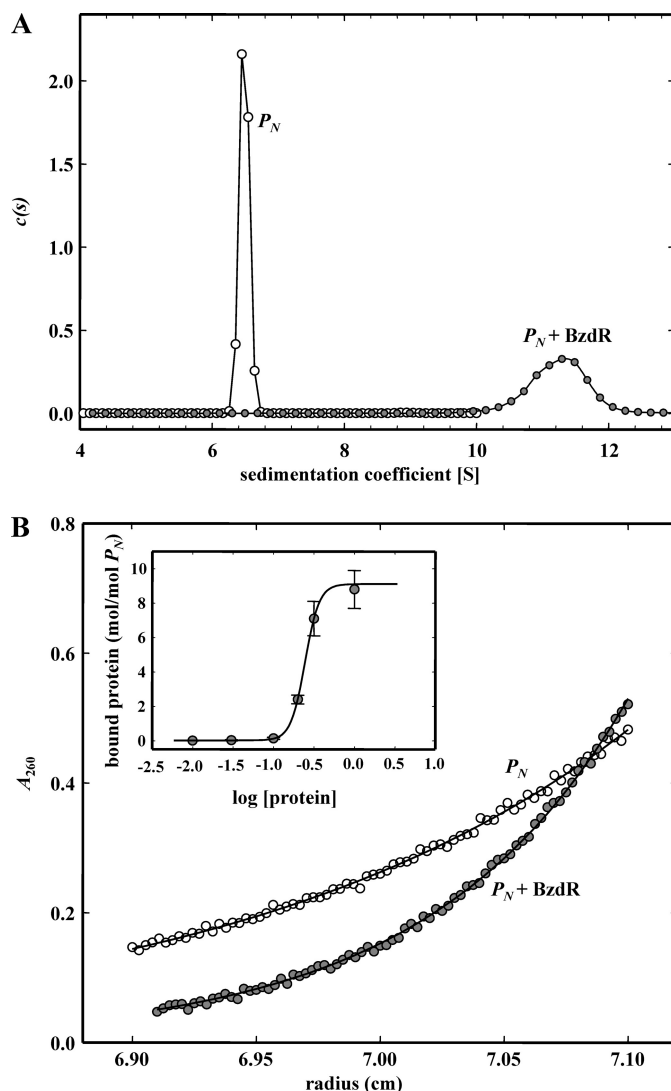 A
2.0
1.5
1.0
0.5
0.0
c(s)
P_N
P_N + BzdR
4 6 8 10 12
sedimentation coefficient [S]
B
0.8
0.6
0.4
0.2
0.0
A_260
bound protein (mol/mol P_N)
10
8
6
4
2
0
-2.5 -2.0 -1.5 -1.0 -0.5 0.0 0.5 1.0
log [protein]
P_N
P_N + BzdR
6.90 6.95 7.00 7.05 7.10
radius (cm)